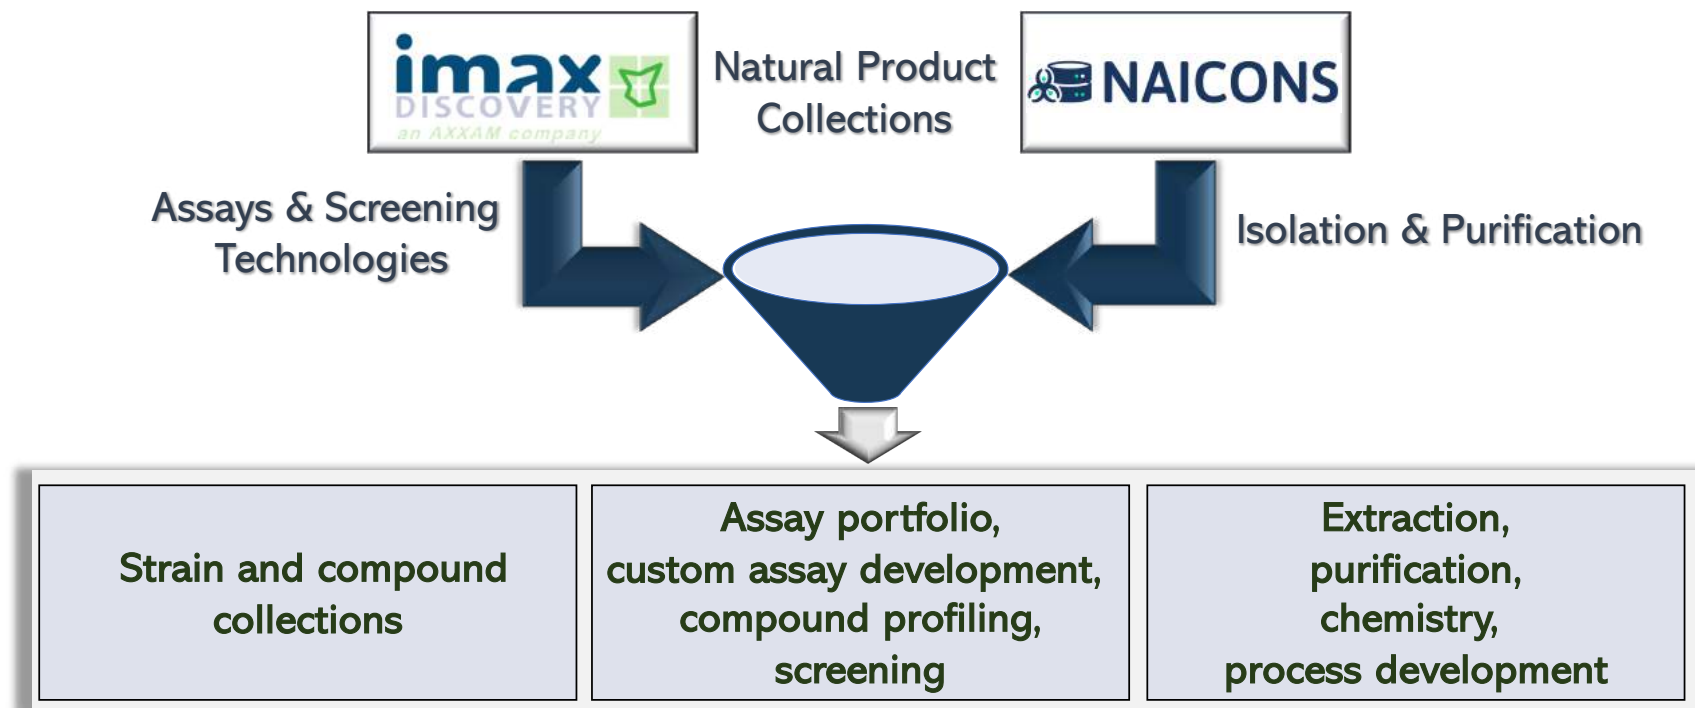 imax
DISCOVERY
an AXXAM company
Natural Product
Collections
NAICONS
Assays & Screening
Technologies
Isolation & Purification
Strain and compound
collections
Assay portfolio,
custom assay development,
compound profiling,
screening
Extraction,
purification,
chemistry,
process development